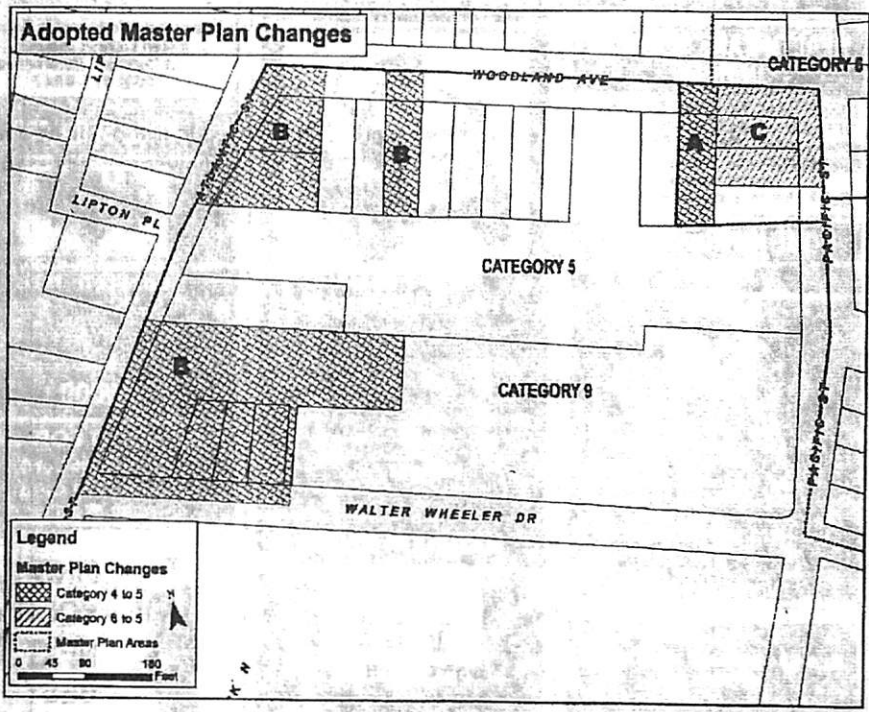 Adopted Master Plan Changes
WOODLAND AVE
CATEGORY 6
B
B
A
C
LIPTON PL
PACIFIC ST
CATEGORY 5
B
CATEGORY 9
PACIFIC ST
WALTER WHEELER DR
Legend
Master Plan Changes
Category 4 to 5
Category 6 to 5
Master Plan Areas
N
0 45 90 180
Feet